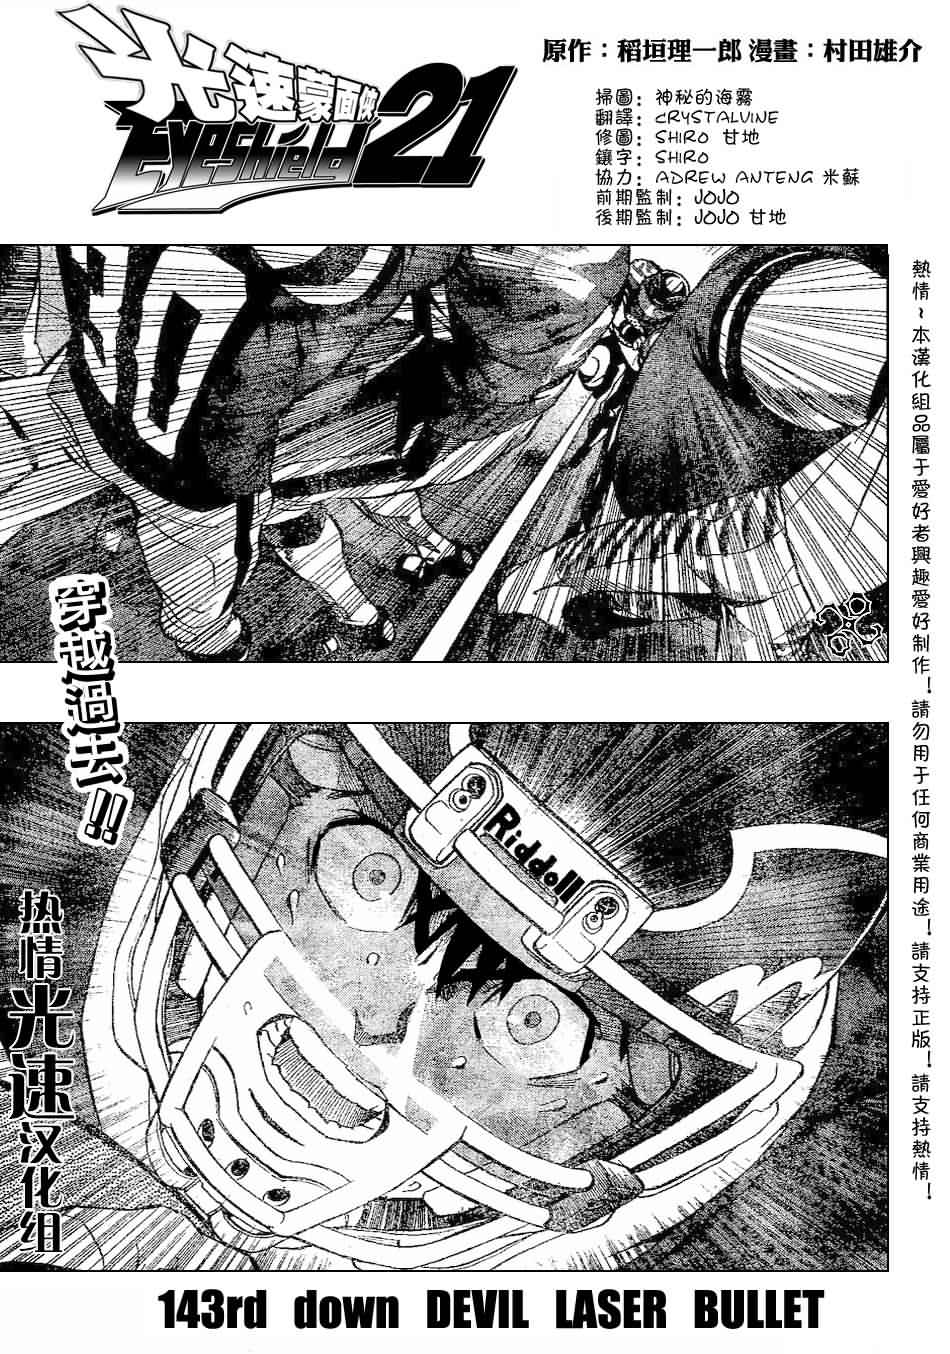 光速蒙面俠
Eyeshield 21
原作：稻垣理一郎 漫畫：村田雄介
掃圖：神秘的海霧
翻譯：CRYSTALVINE
修圖：SHIRO 甘地
鑲字：SHIRO
協力：ADREW ANTENG 米蘇
前期監制：JOJO
後期監制：JOJO 甘地
熱情~本漢化組品屬于愛好者興趣愛好制作！請勿用于任何商業用途！請支持正版！請支持熱情！
穿越過去!!
Riddoll
热情光速汉化组
143rd down DEVIL LASER BULLET